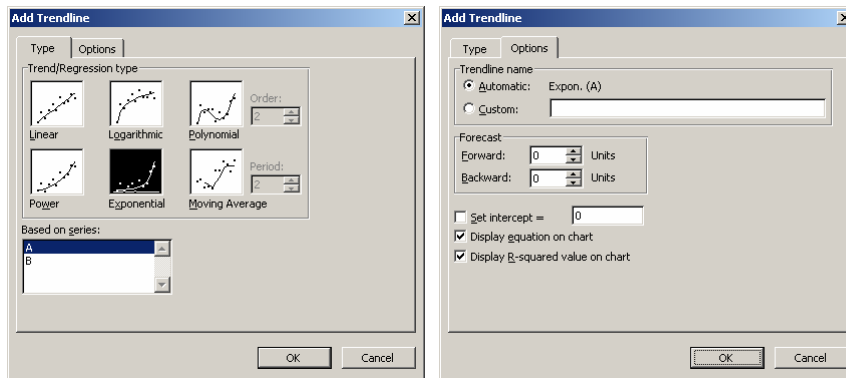 Add Trendline
Type Options
Trend/Regression type
Order:
2
Linear Logarithmic Polynomial
Period:
2
Power Exponential Moving Average
Based on series:
A
B
OK Cancel
Add Trendline
Type Options
Trendline name
Automatic: Expon. (A)
Custom:
Forecast
Forward: 0 Units
Backward: 0 Units
Set intercept = 0
Display equation on chart
Display R-squared value on chart
OK Cancel